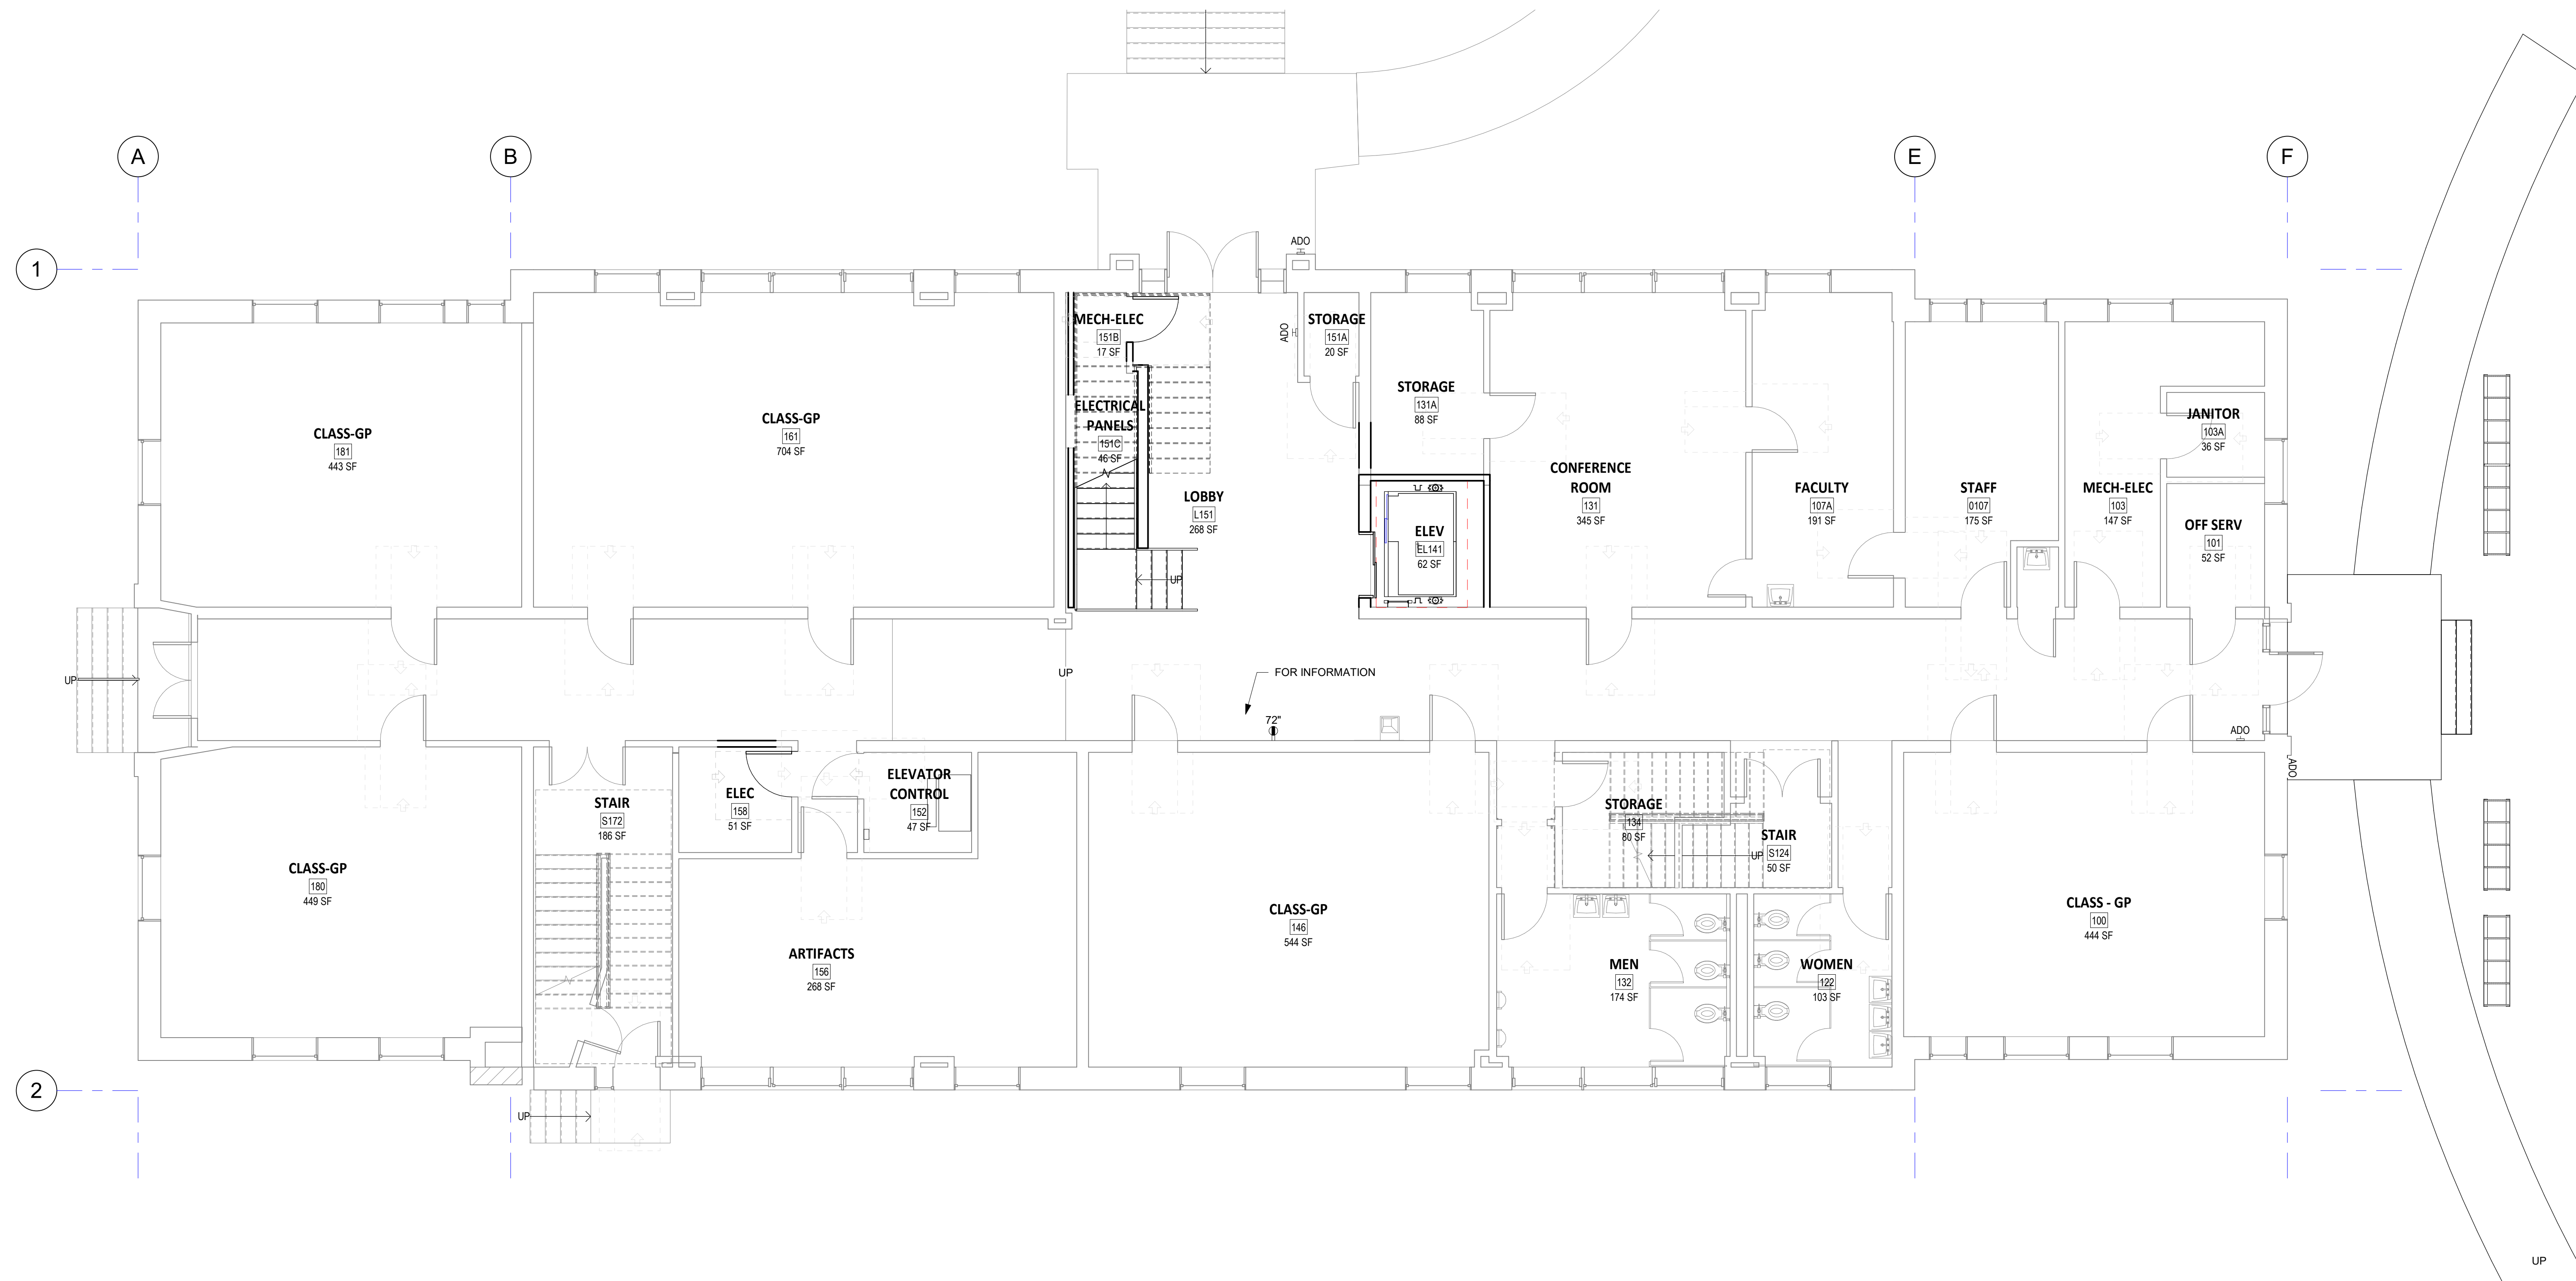 A
B
E
F
1
2
ADO
ADO
MECH-ELEC
151B
17 SF
STORAGE
151A
20 SF
STORAGE
131A
88 SF
ELECTRICAL
PANELS
151C
46 SF
CLASS-GP
181
443 SF
CLASS-GP
161
704 SF
LOBBY
L151
268 SF
UP
ELEV
EL141
62 SF
CONFERENCE
ROOM
131
345 SF
FACULTY
107A
191 SF
STAFF
0107
175 SF
MECH-ELEC
103
147 SF
JANITOR
103A
36 SF
OFF SERV
101
52 SF
UP
UP
FOR INFORMATION
72"
ADO
ADO
STAIR
S172
186 SF
ELEC
158
51 SF
ELEVATOR
CONTROL
152
47 SF
STORAGE
134
80 SF
STAIR
S124
50 SF
UP
CLASS-GP
180
449 SF
ARTIFACTS
156
268 SF
CLASS-GP
146
544 SF
MEN
132
174 SF
WOMEN
122
103 SF
CLASS - GP
100
444 SF
UP
UP